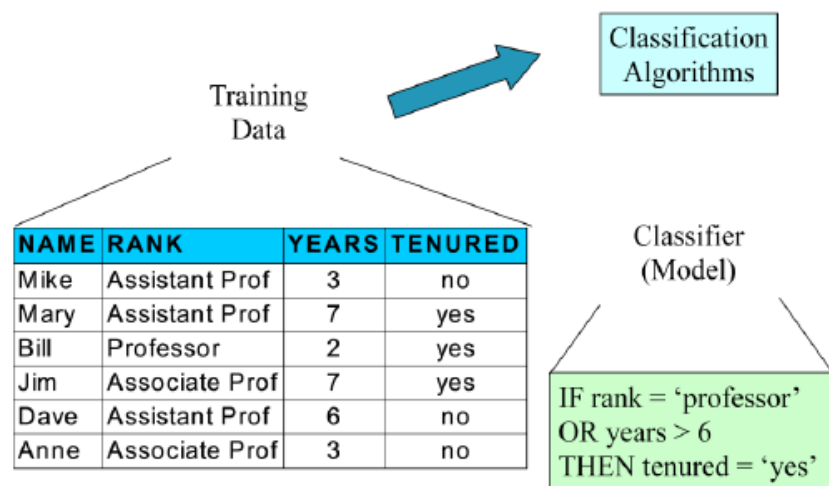 Classification
Algorithms
Training
Data
NAME RANK YEARS TENURED
Mike Assistant Prof 3 no
Mary Assistant Prof 7 yes
Bill Professor 2 yes
Jim Associate Prof 7 yes
Dave Assistant Prof 6 no
Anne Associate Prof 3 no
Classifier
(Model)
IF rank = ‘professor’
OR years > 6
THEN tenured = ‘yes’